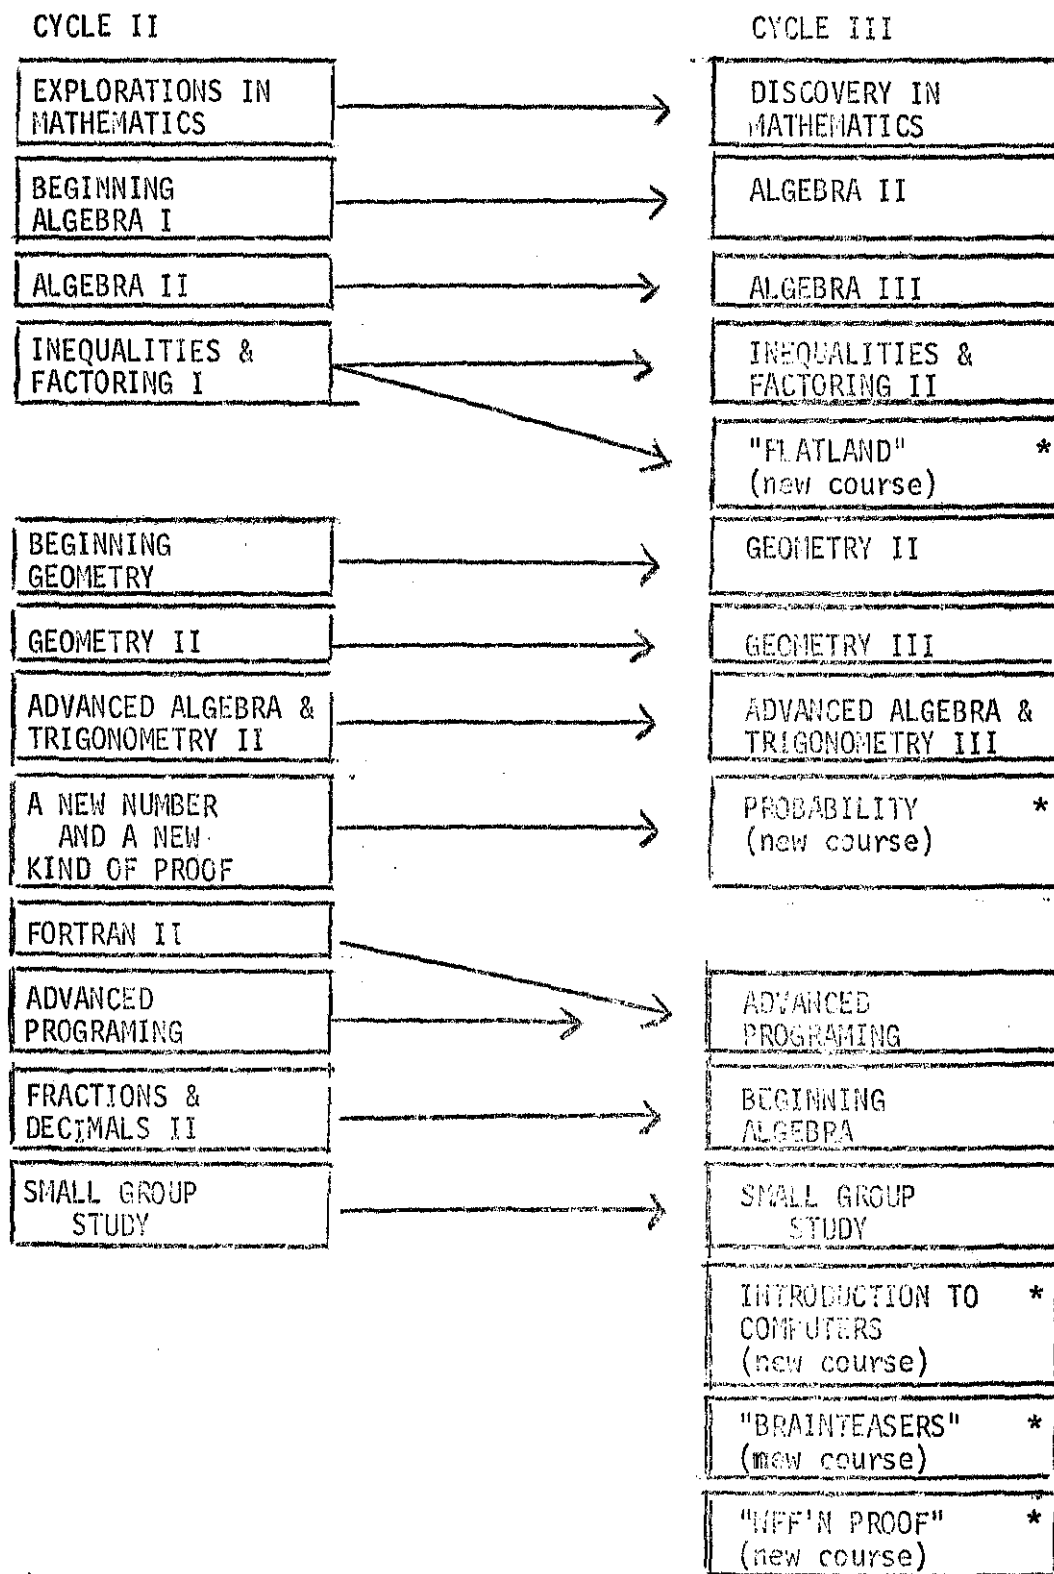 CYCLE II
EXPLORATIONS IN
MATHEMATICS
BEGINNING
ALGEBRA I
ALGEBRA II
INEQUALITIES &
FACTORING I
BEGINNING
GEOMETRY
GEOMETRY II
ADVANCED ALGEBRA &
TRIGONOMETRY II
A NEW NUMBER
AND A NEW
KIND OF PROOF
FORTRAN II
ADVANCED
PROGRAMING
FRACTIONS &
DECIMALS II
SMALL GROUP
STUDY
CYCLE III
DISCOVERY IN
MATHEMATICS
ALGEBRA II
ALGEBRA III
INEQUALITIES &
FACTORING II
"FLATLAND" *
(new course)
GEOMETRY II
GEOMETRY III
ADVANCED ALGEBRA &
TRIGONOMETRY III
PROBABILITY *
(new course)
ADVANCED
PROGRAMING
BEGINNING
ALGEBRA
SMALL GROUP
STUDY
INTRODUCTION TO *
COMPUTERS
(new course)
"BRAINTEASERS" *
(new course)
"WFF'N PROOF" *
(new course)